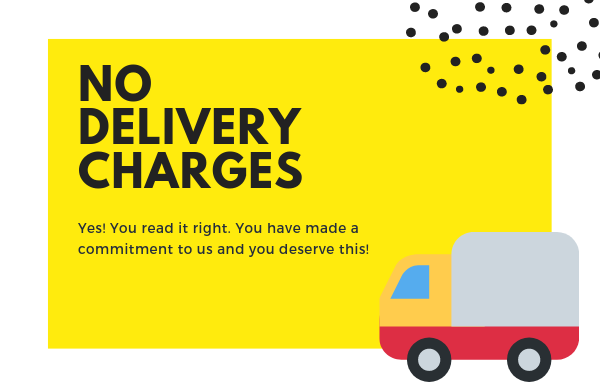 NO
DELIVERY
CHARGES
Yes! You read it right. You have made a
commitment to us and you deserve this!